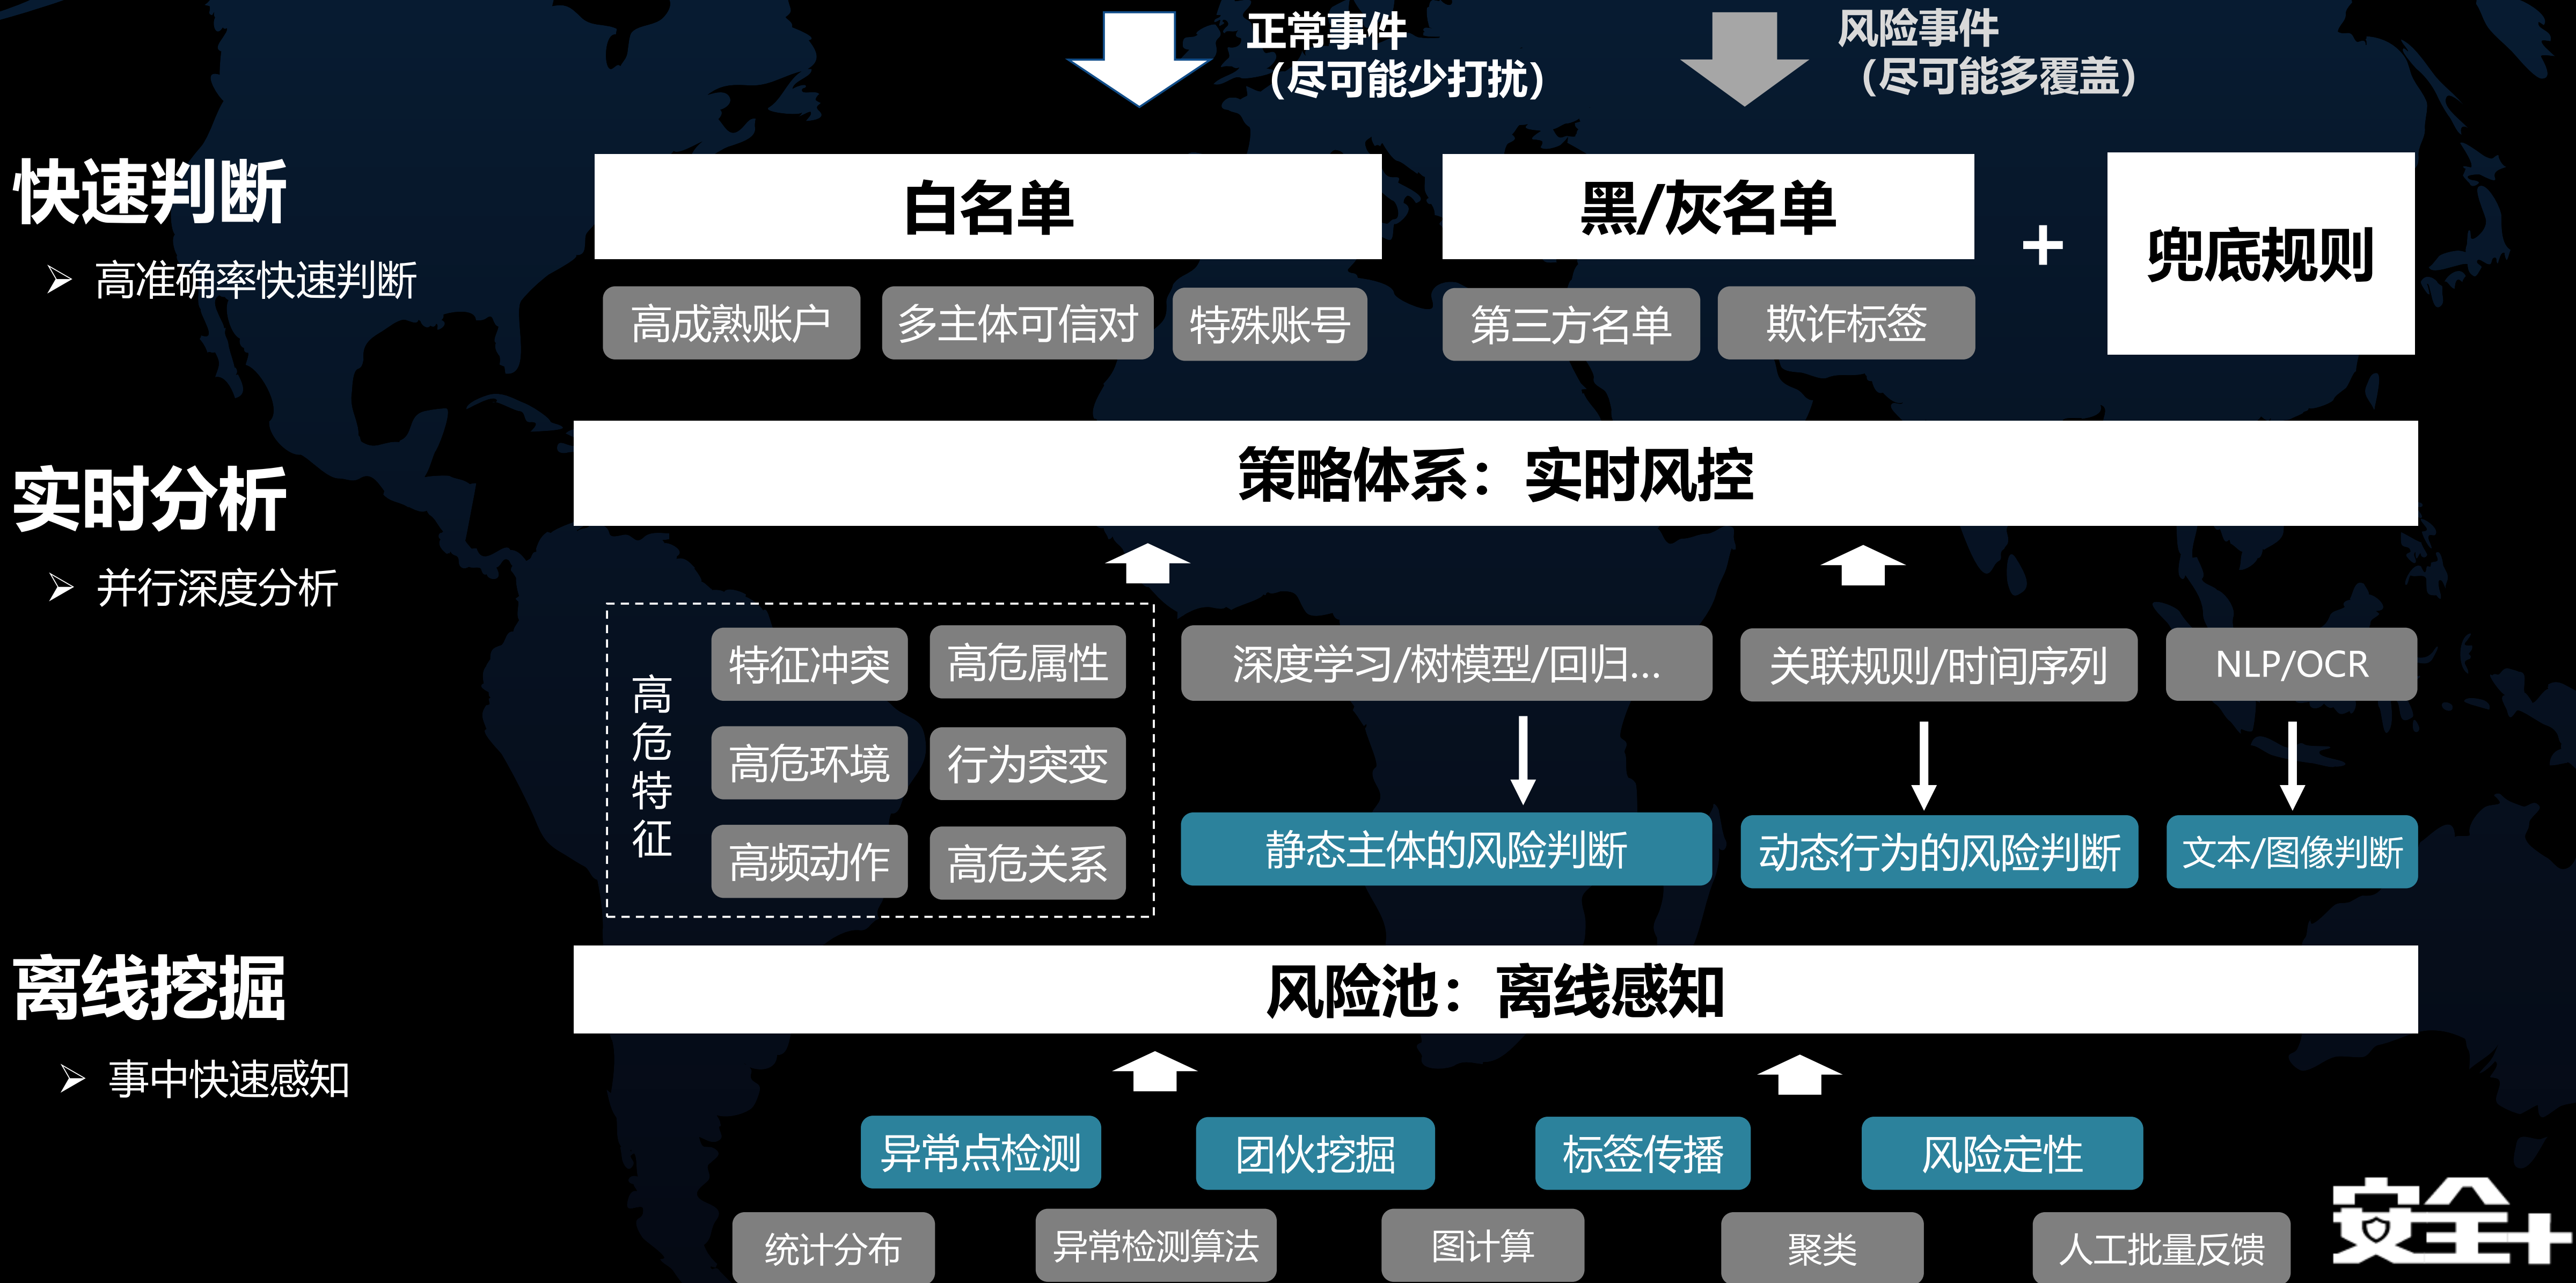 正常事件
（尽可能少打扰）
风险事件
（尽可能多覆盖）
快速判断
高准确率快速判断
白名单
黑/灰名单
+
兜底规则
高成熟账户
多主体可信对
特殊账号
第三方名单
欺诈标签
实时分析
并行深度分析
策略体系：实时风控
高危特征
特征冲突
高危属性
高危环境
行为突变
高频动作
高危关系
深度学习/树模型/回归...
关联规则/时间序列
NLP/OCR
静态主体的风险判断
动态行为的风险判断
文本/图像判断
离线挖掘
事中快速感知
风险池：离线感知
异常点检测
团伙挖掘
标签传播
风险定性
统计分布
异常检测算法
图计算
聚类
人工批量反馈
安全+